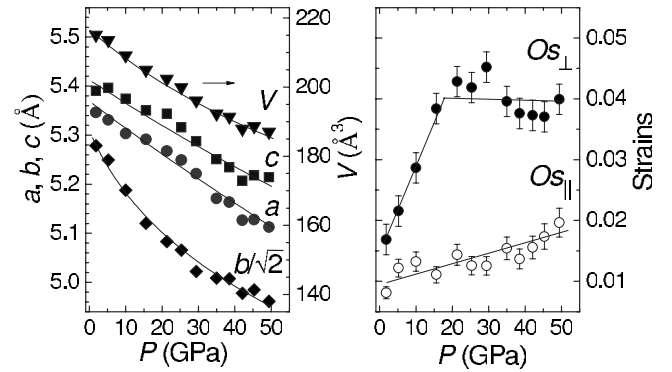 5.5
5.4
5.3
5.2
5.1
5.0
a, b, c (Å)
V
c
a
b/√2
220
200
180
160
140
V (Å³)
0 10 20 30 40 50
P (GPa)
Os⊥
Os∥
0.05
0.04
0.03
0.02
0.01
Strains
0 10 20 30 40 50
P (GPa)